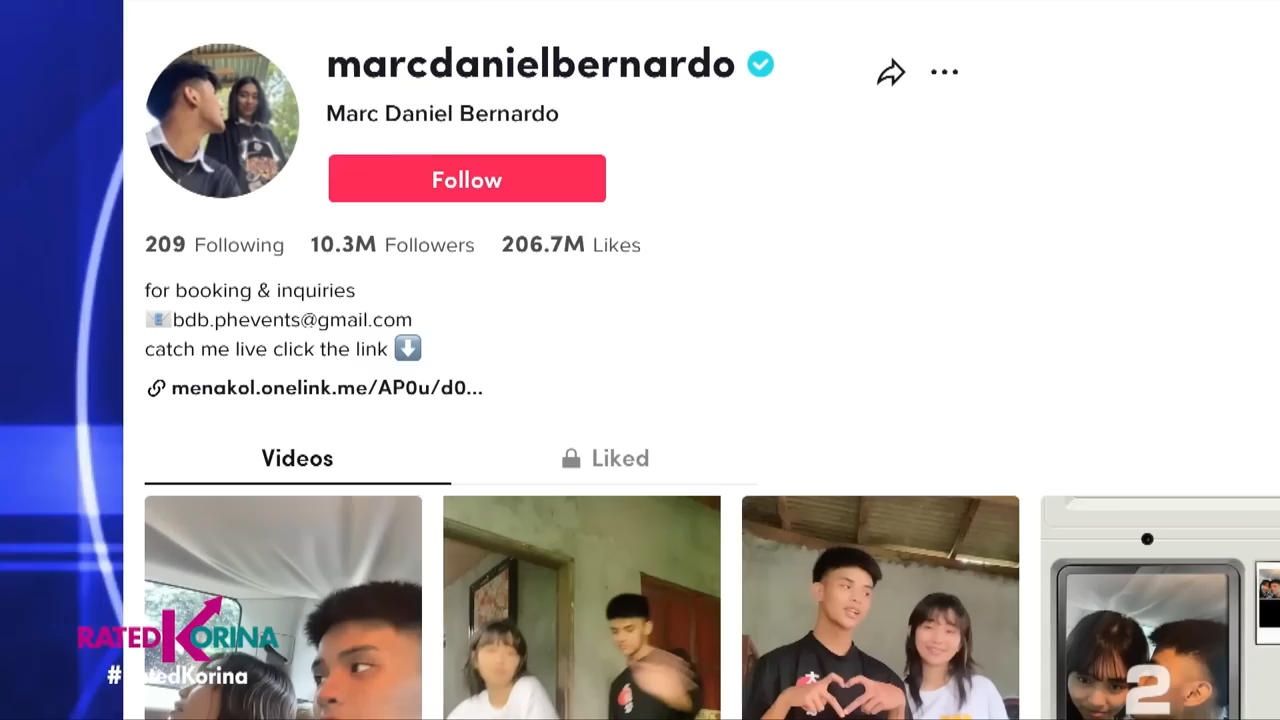 marcdanielbernardo
Marc Daniel Bernardo
Follow
209 Following 10.3M Followers 206.7M Likes
for booking & inquiries
bdb.phevents@gmail.com
catch me live click the link
menakol.onelink.me/AP0u/d0...
Videos Liked
RATED KORINA
#RatedKorina
2